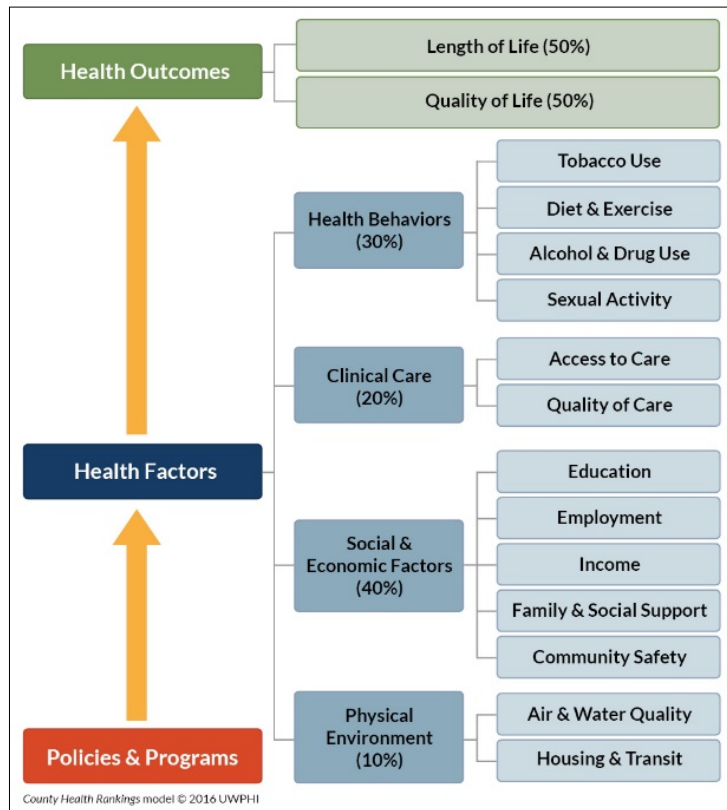 Health Outcomes
Length of Life (50%)
Quality of Life (50%)
Health Behaviors
(30%)
Tobacco Use
Diet & Exercise
Alcohol & Drug Use
Sexual Activity
Clinical Care
(20%)
Access to Care
Quality of Care
Health Factors
Social &
Economic Factors
(40%)
Education
Employment
Income
Family & Social Support
Community Safety
Physical
Environment
(10%)
Air & Water Quality
Housing & Transit
Policies & Programs
County Health Rankings model © 2016 UWPHI